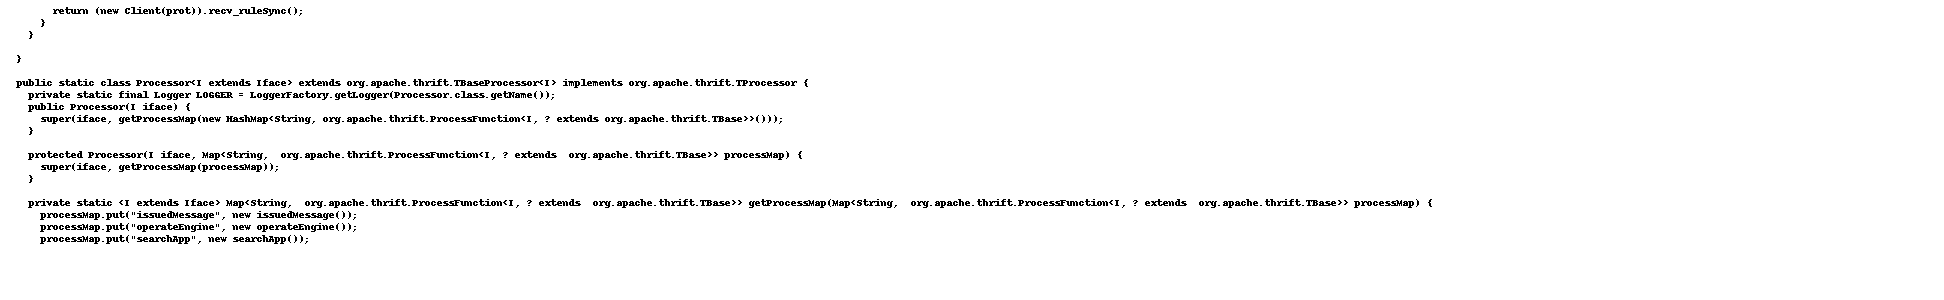 return (new Client(prot)).recv_ruleSync();
}
}
}
public static class Processor<I extends Iface> extends org.apache.thrift.TBaseProcessor<I> implements org.apache.thrift.TProcessor {
private static final Logger LOGGER = LoggerFactory.getLogger(Processor.class.getName());
public Processor(I iface) {
super(iface, getProcessMap(new HashMap<String, org.apache.thrift.ProcessFunction<I, ? extends org.apache.thrift.TBase>>()));
}
protected Processor(I iface, Map<String,  org.apache.thrift.ProcessFunction<I, ? extends  org.apache.thrift.TBase>> processMap) {
super(iface, getProcessMap(processMap));
}
private static <I extends Iface> Map<String,  org.apache.thrift.ProcessFunction<I, ? extends  org.apache.thrift.TBase>> getProcessMap(Map<String,  org.apache.thrift.ProcessFunction<I, ? extends  org.apache.thrift.TBase>> processMap) {
processMap.put("issuedMessage", new issuedMessage());
processMap.put("operateEngine", new operateEngine());
processMap.put("searchApp", new searchApp());